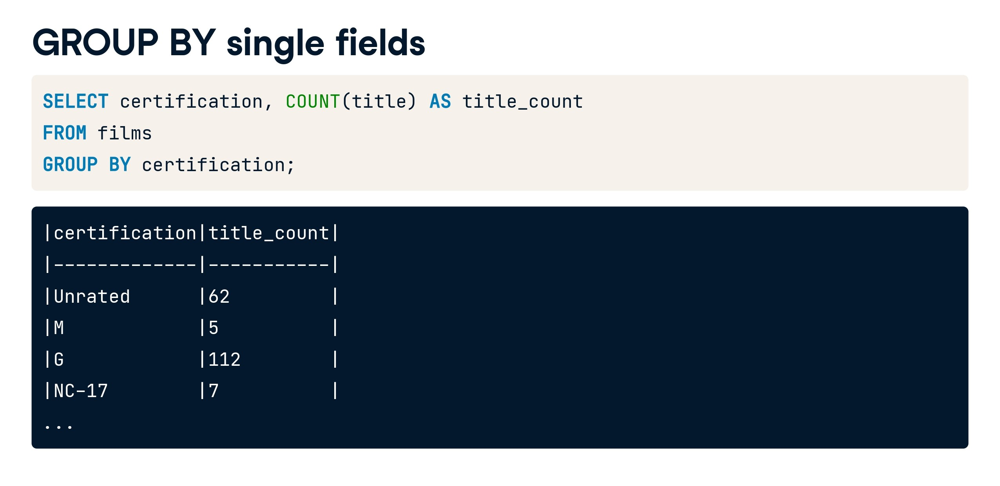 GROUP BY single fields
SELECT certification, COUNT(title) AS title_count
FROM films
GROUP BY certification;
|certification|title_count|
|-------------|-----------|
|Unrated      |62         |
|M            |5          |
|G            |112        |
|NC-17        |7          |
...